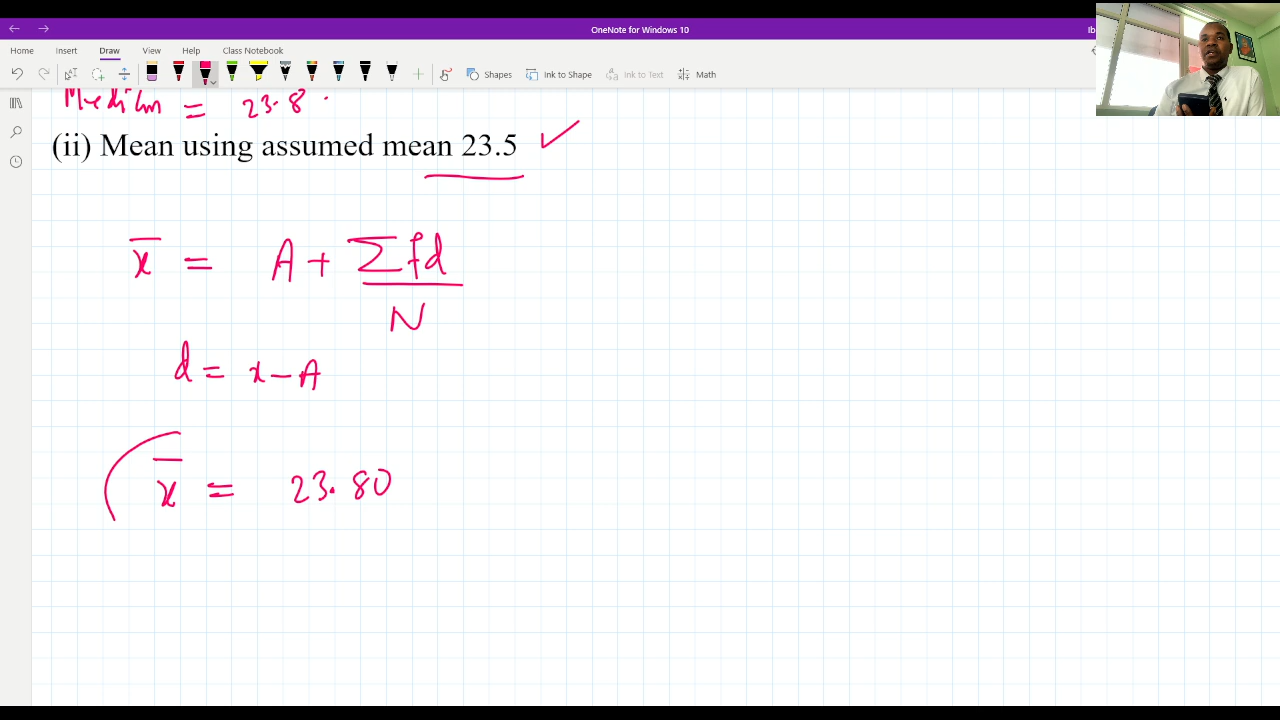 OneNote for Windows 10
Ib
Home Insert Draw View Help Class Notebook
Shapes Ink to Shape Ink to Text Math
Median = 23.8
(ii) Mean using assumed mean 23.5 ✓
x̄ = A + Σfd / N
d = x - A
x̄ = 23.80